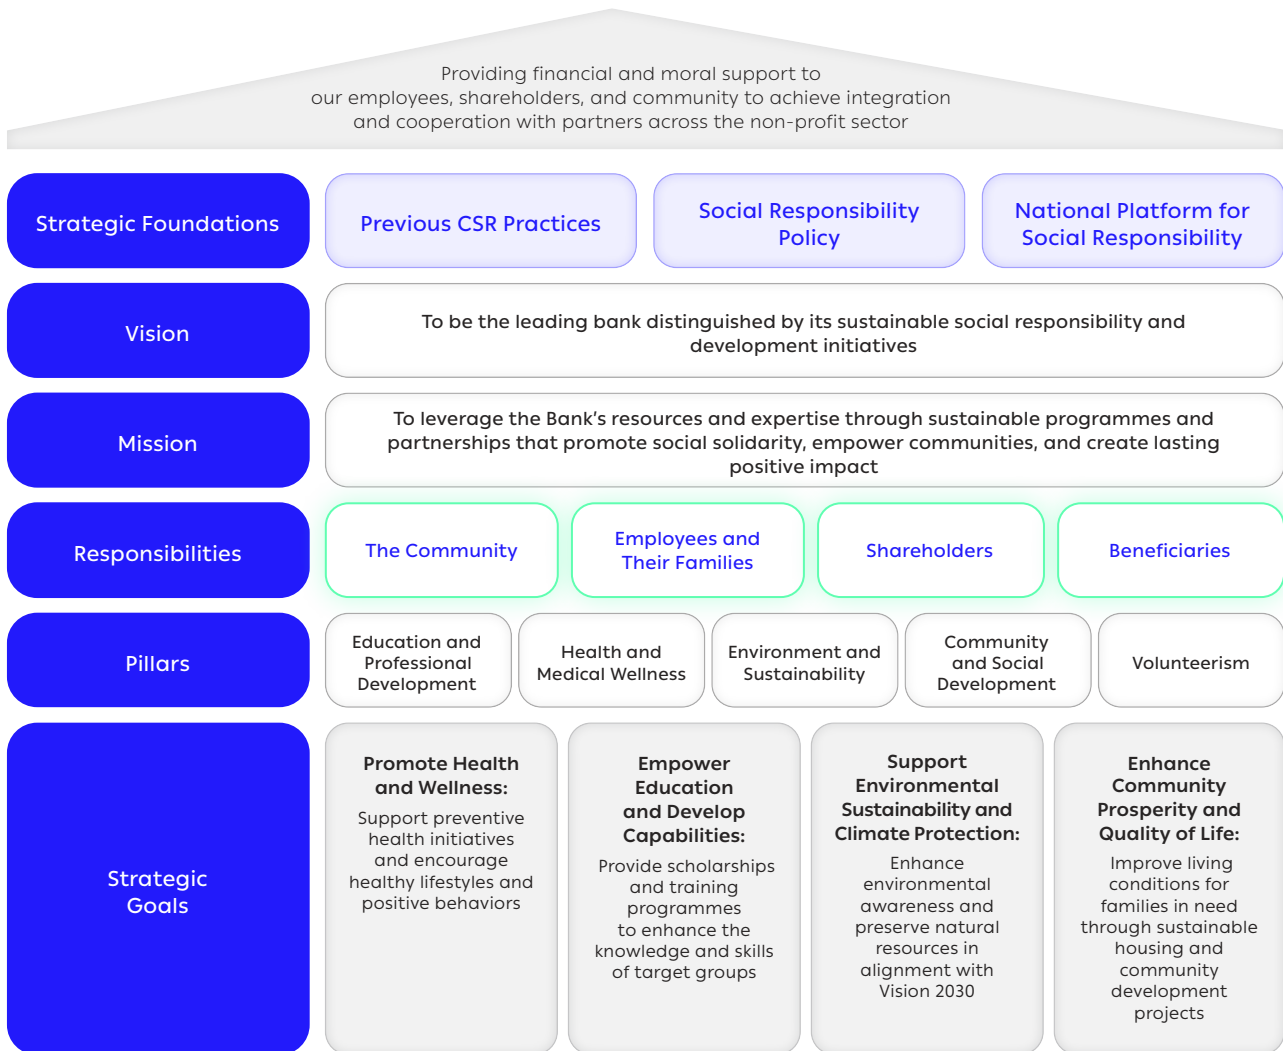 Providing financial and moral support to
our employees, shareholders, and community to achieve integration
and cooperation with partners across the non-profit sector
Strategic Foundations
Previous CSR Practices
Social Responsibility
Policy
National Platform for
Social Responsibility
Vision
To be the leading bank distinguished by its sustainable social responsibility and
development initiatives
Mission
To leverage the Bank’s resources and expertise through sustainable programmes and
partnerships that promote social solidarity, empower communities, and create lasting
positive impact
Responsibilities
The Community
Employees and
Their Families
Shareholders
Beneficiaries
Pillars
Education and
Professional
Development
Health and
Medical Wellness
Environment and
Sustainability
Community
and Social
Development
Volunteerism
Strategic
Goals
Promote Health
and Wellness:
Support preventive
health initiatives
and encourage
healthy lifestyles and
positive behaviors
Empower
Education
and Develop
Capabilities:
Provide scholarships
and training
programmes
to enhance the
knowledge and skills
of target groups
Support
Environmental
Sustainability and
Climate Protection:
Enhance
environmental
awareness and
preserve natural
resources in
alignment with
Vision 2030
Enhance
Community
Prosperity and
Quality of Life:
Improve living
conditions for
families in need
through sustainable
housing and
community
development
projects